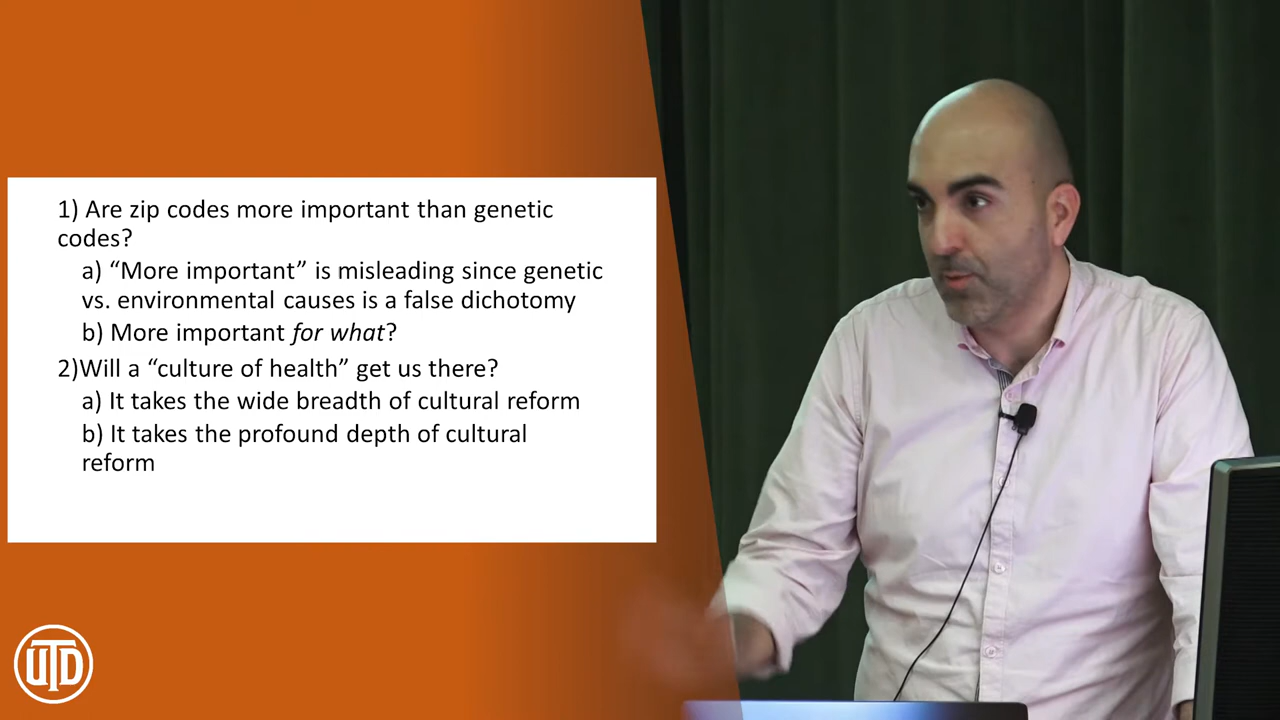 1) Are zip codes more important than genetic
codes?
a) “More important” is misleading since genetic
vs. environmental causes is a false dichotomy
b) More important for what?
2)Will a “culture of health” get us there?
a) It takes the wide breadth of cultural reform
b) It takes the profound depth of cultural
reform
UTD